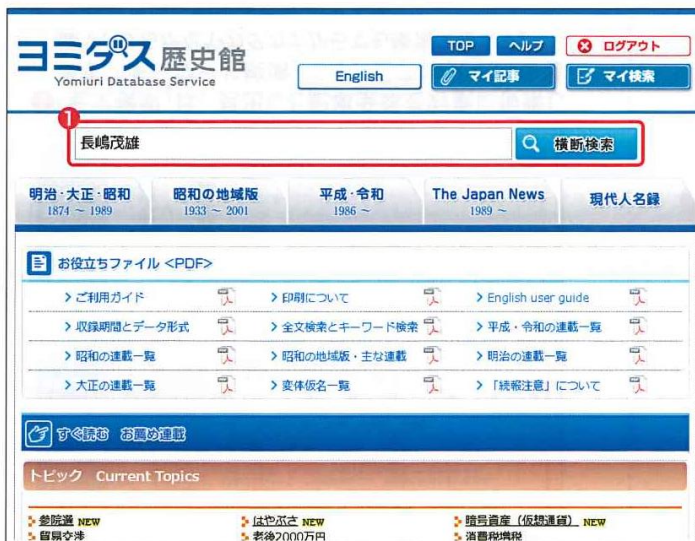 ヨミダス歴史館
Yomiuri Database Service
TOP ヘルプ ログアウト
English マイ記事 マイ検索
1
長嶋茂雄 横断検索
明治・大正・昭和 昭和の地域版 平成・令和 The Japan News 現代人名録
1874 ～ 1989 1933 ～ 2001 1986 ～ 1989 ～
お役立ちファイル <PDF>
> ご利用ガイド > 印刷について > English user guide
> 収録期間とデータ形式 > 全文検索とキーワード検索 > 平成・令和の連載一覧
> 昭和の連載一覧 > 昭和の地域版・主な連載 > 明治の連載一覧
> 大正の連載一覧 > 変体仮名一覧 > 「続報注意」について
すぐ読む お薦め連載
トピック Current Topics
参院選 NEW はやぶさ NEW 暗号資産（仮想通貨） NEW
貿易交渉 老後2000万円 消費税増税